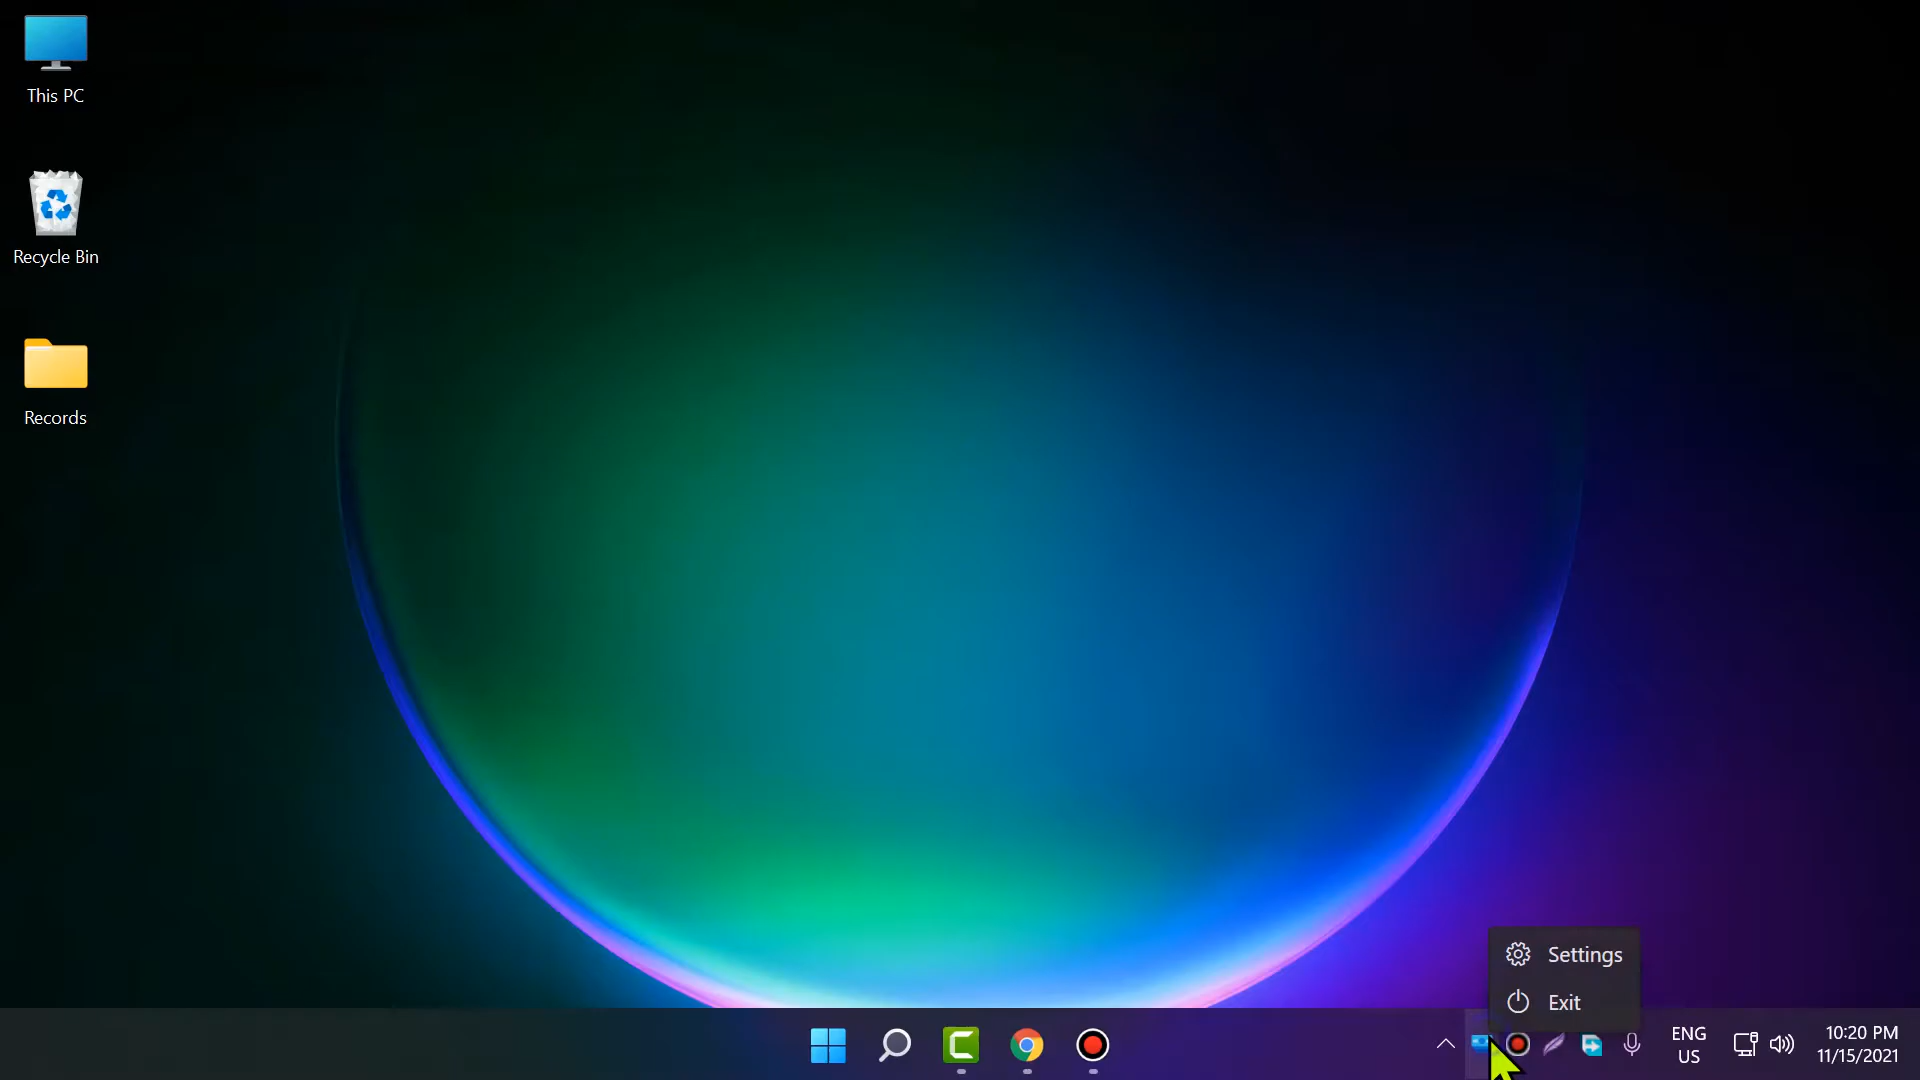 This PC
Recycle Bin
Records
Settings
Exit
ENG
US
10:20 PM
11/15/2021